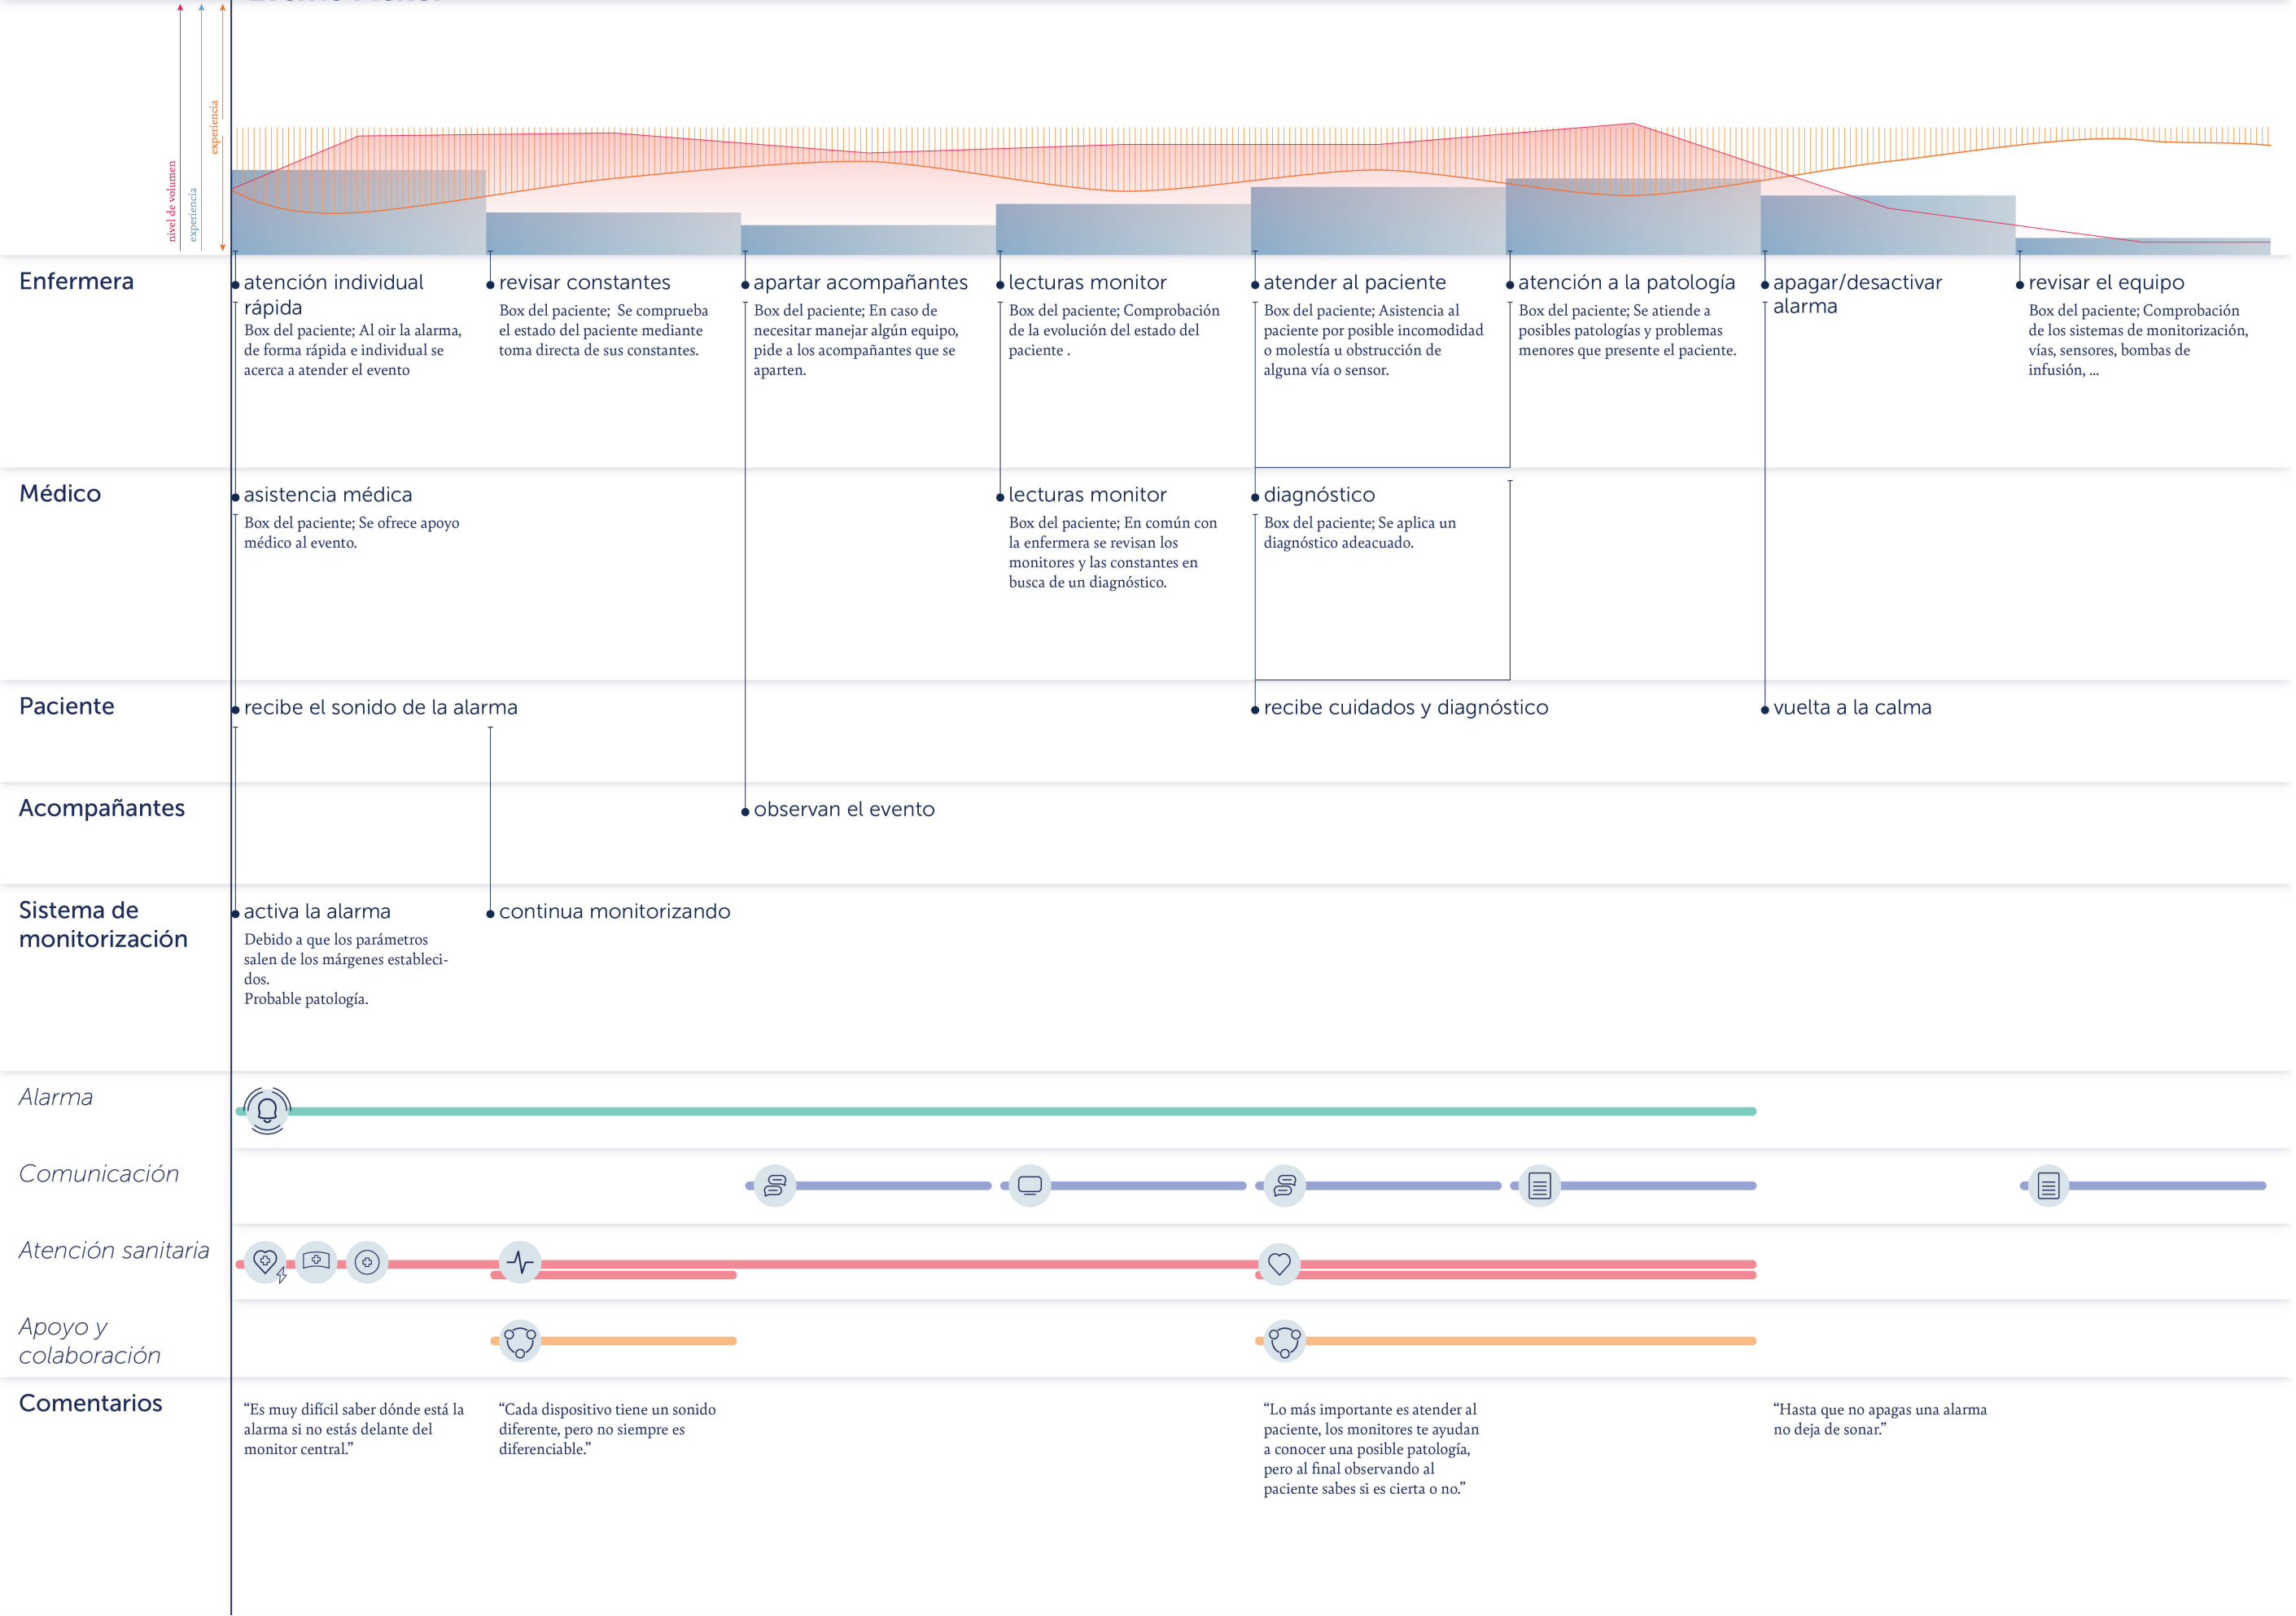 nivel de volumen
experiencia
experiencia
Enfermera
atención individual
rápida
Box del paciente; Al oir la alarma,
de forma rápida e individual se
acerca a atender el evento
revisar constantes
Box del paciente;  Se comprueba
el estado del paciente mediante
toma directa de sus constantes.
apartar acompañantes
Box del paciente; En caso de
necesitar manejar algún equipo,
pide a los acompañantes que se
aparten.
lecturas monitor
Box del paciente; Comprobación
de la evolución del estado del
paciente .
atender al paciente
Box del paciente; Asistencia al
paciente por posible incomodidad
o molestía u obstrucción de
alguna vía o sensor.
atención a la patología
Box del paciente; Se atiende a
posibles patologías y problemas
menores que presente el paciente.
apagar/desactivar
alarma
revisar el equipo
Box del paciente; Comprobación
de los sistemas de monitorización,
vías, sensores, bombas de
infusión, ...
Médico
asistencia médica
Box del paciente; Se ofrece apoyo
médico al evento.
lecturas monitor
Box del paciente; En común con
la enfermera se revisan los
monitores y las constantes en
busca de un diagnóstico.
diagnóstico
Box del paciente; Se aplica un
diagnóstico adeacuado.
Paciente
recibe el sonido de la alarma
recibe cuidados y diagnóstico
vuelta a la calma
Acompañantes
observan el evento
Sistema de
monitorización
activa la alarma
Debido a que los parámetros
salen de los márgenes estableci-
dos.
Probable patología.
continua monitorizando
Alarma
Comunicación
Atención sanitaria
Apoyo y
colaboración
Comentarios
“Es muy difícil saber dónde está la
alarma si no estás delante del
monitor central.”
“Cada dispositivo tiene un sonido
diferente, pero no siempre es
diferenciable.”
“Lo más importante es atender al
paciente, los monitores te ayudan
a conocer una posible patología,
pero al final observando al
paciente sabes si es cierta o no.”
“Hasta que no apagas una alarma
no deja de sonar.”